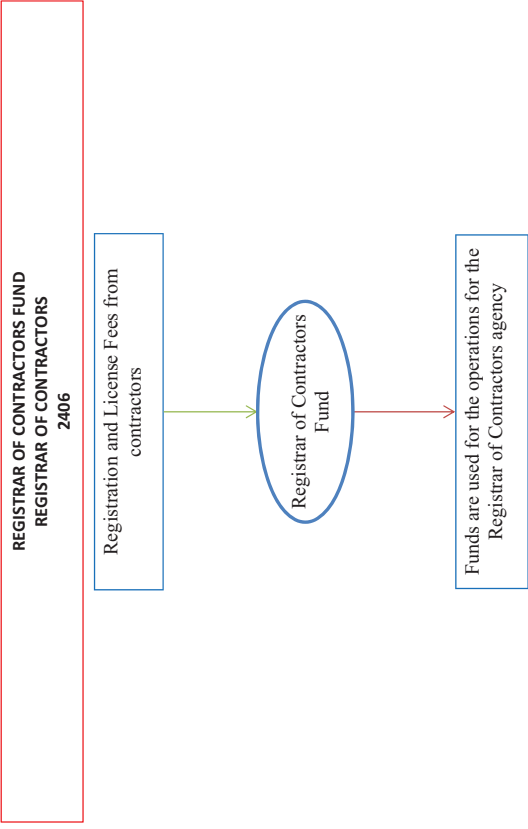 REGISTRAR OF CONTRACTORS FUND
REGISTRAR OF CONTRACTORS
2406
Registration and License Fees from
contractors
Registrar of Contractors
Fund
Funds are used for the operations for the
Registrar of Contractors agency